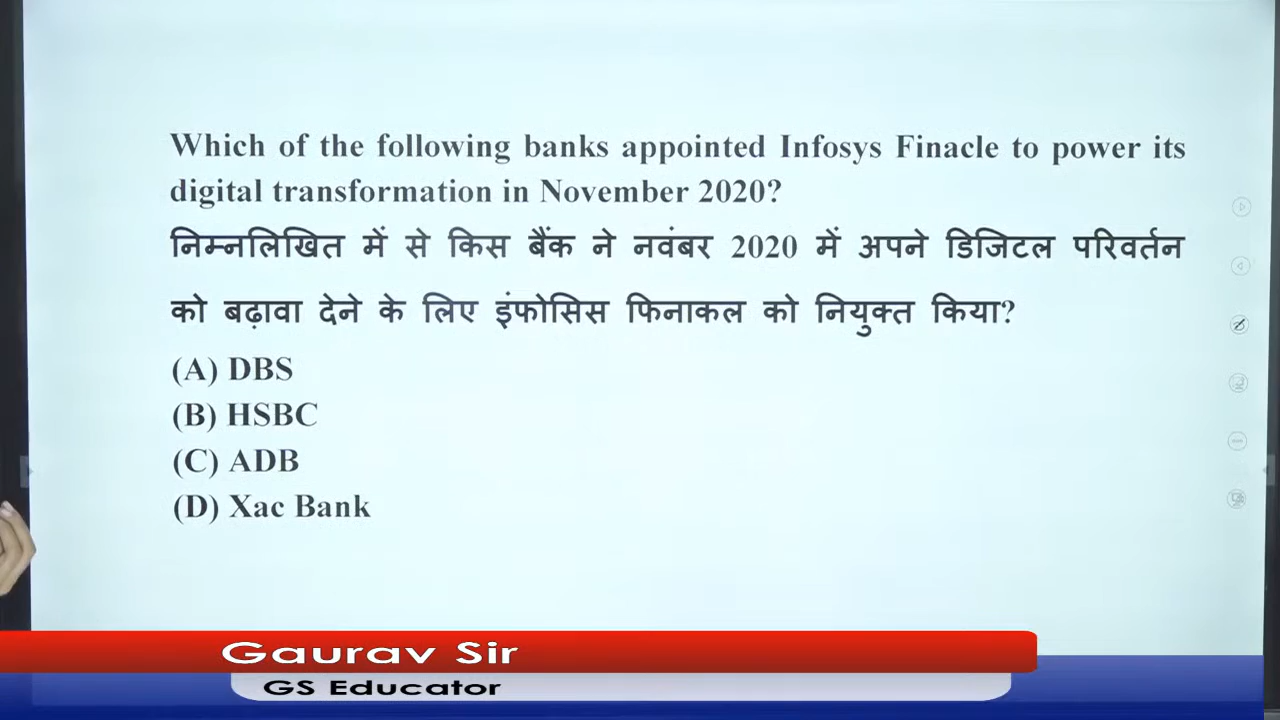 Which of the following banks appointed Infosys Finacle to power its
digital transformation in November 2020?
निम्नलिखित में से किस बैंक ने नवंबर 2020 में अपने डिजिटल परिवर्तन
को बढ़ावा देने के लिए इंफोसिस फिनाकल को नियुक्त किया?
(A) DBS
(B) HSBC
(C) ADB
(D) Xac Bank
Gaurav Sir
GS Educator